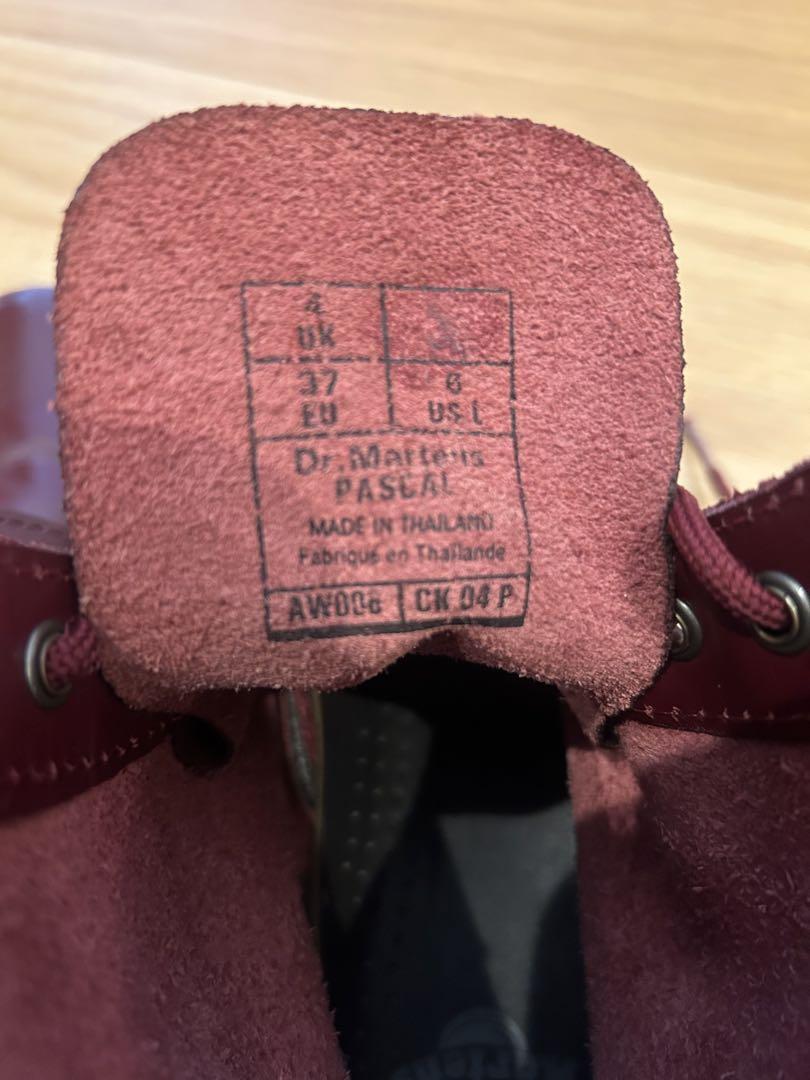 4
UK
37
EU
6
US L
Dr. Martens
PASCAL
MADE IN THAILAND
Fabriqué en Thaïlande
AW006
CK 04 P